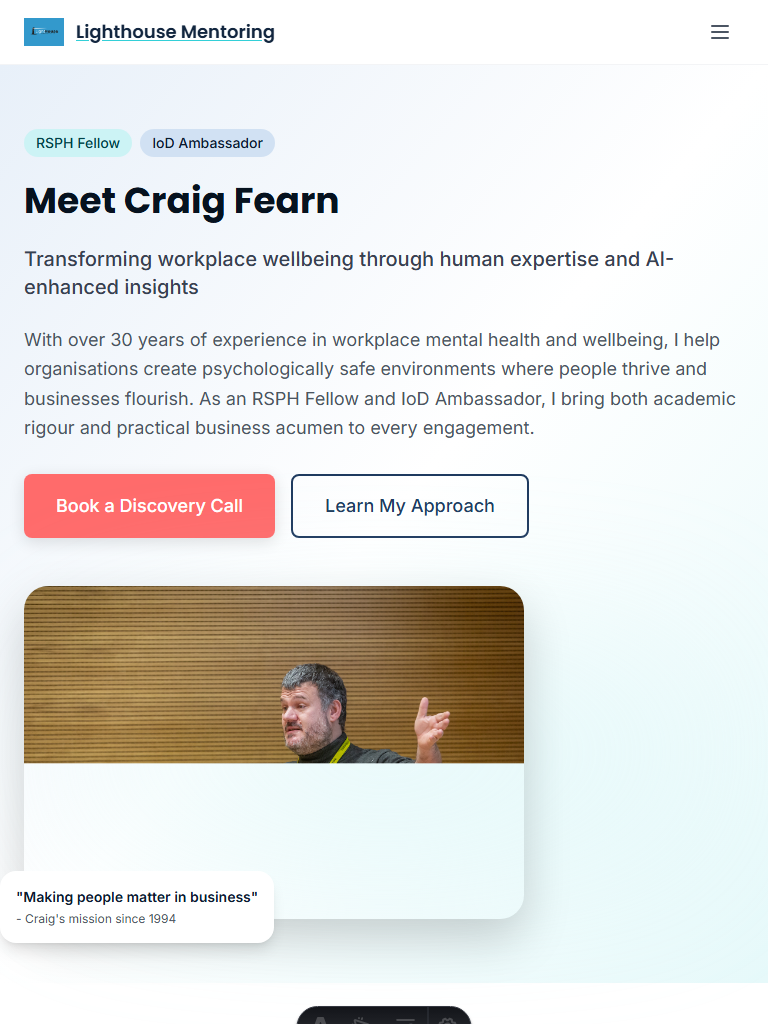 Lighthouse Mentoring
RSPH Fellow
IoD Ambassador
Meet Craig Fearn
Transforming workplace wellbeing through human expertise and AI-
enhanced insights
With over 30 years of experience in workplace mental health and wellbeing, I help
organisations create psychologically safe environments where people thrive and
businesses flourish. As an RSPH Fellow and IoD Ambassador, I bring both academic
rigour and practical business acumen to every engagement.
Book a Discovery Call
Learn My Approach
"Making people matter in business"
- Craig's mission since 1994